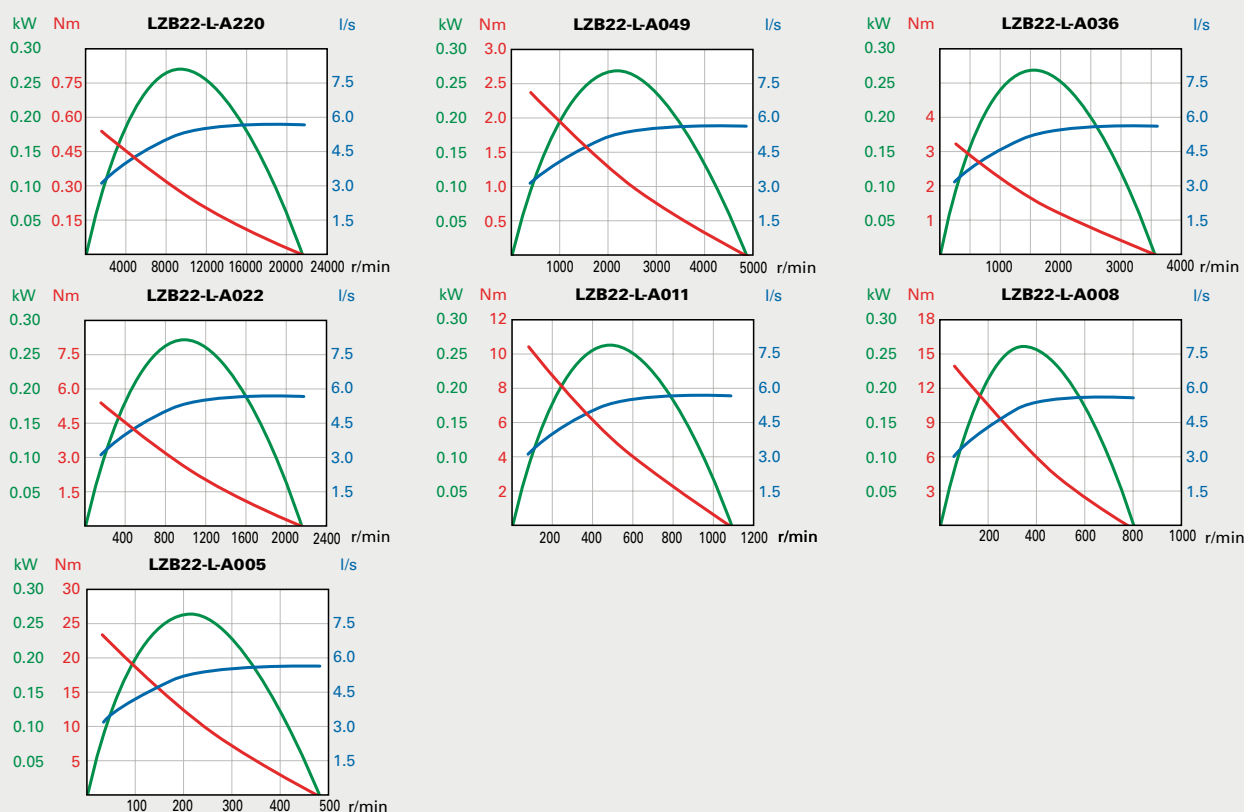 kW Nm LZB22-L-A220 l/s
0.30
0.25 0.75 7.5
0.20 0.60 6.0
0.15 0.45 4.5
0.10 0.30 3.0
0.05 0.15 1.5
4000 8000 12000 16000 20000 24000 r/min
kW Nm LZB22-L-A049 l/s
0.30 3.0
0.25 2.5 7.5
0.20 2.0 6.0
0.15 1.5 4.5
0.10 1.0 3.0
0.05 0.5 1.5
1000 2000 3000 4000 5000 r/min
kW Nm LZB22-L-A036 l/s
0.30
0.25 7.5
0.20 4 6.0
0.15 3 4.5
0.10 2 3.0
0.05 1 1.5
1000 2000 3000 4000 r/min
kW Nm LZB22-L-A022 l/s
0.30
0.25 7.5 7.5
0.20 6.0 6.0
0.15 4.5 4.5
0.10 3.0 3.0
0.05 1.5 1.5
400 800 1200 1600 2000 2400 r/min
kW Nm LZB22-L-A011 l/s
0.30 12
0.25 10 7.5
0.20 8 6.0
0.15 6 4.5
0.10 4 3.0
0.05 2 1.5
200 400 600 800 1000 1200 r/min
kW Nm LZB22-L-A008 l/s
0.30 18
0.25 15 7.5
0.20 12 6.0
0.15 9 4.5
0.10 6 3.0
0.05 3 1.5
200 400 600 800 1000 r/min
kW Nm LZB22-L-A005 l/s
0.30 30
0.25 25 7.5
0.20 20 6.0
0.15 15 4.5
0.10 10 3.0
0.05 5 1.5
100 200 300 400 500 r/min